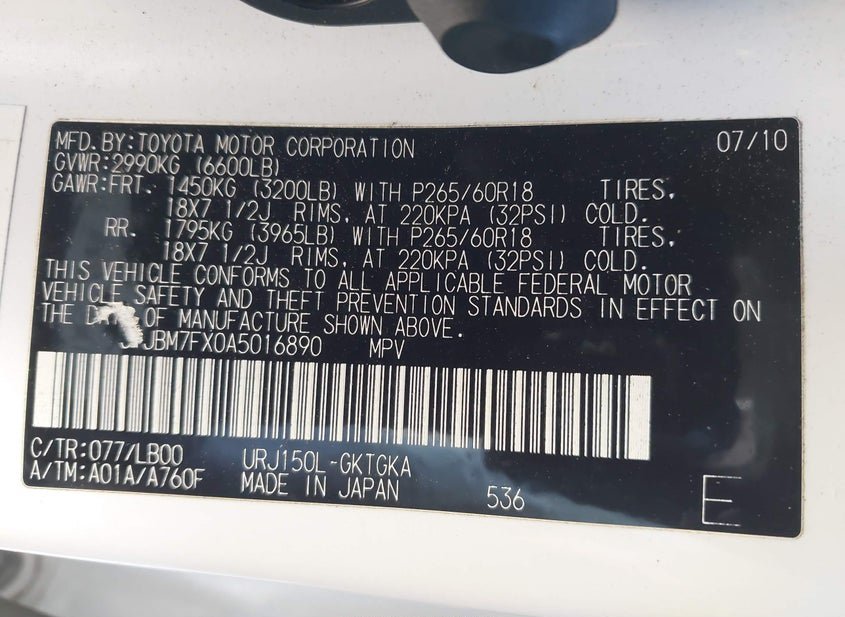 MFD. BY: TOYOTA MOTOR CORPORATION 07/10
GVWR: 2990KG (6600LB)
GAWR: FRT. 1450KG (3200LB) WITH P265/60R18 TIRES,
18X7 1/2J RIMS, AT 220KPA (32PSI) COLD.
RR. 1795KG (3965LB) WITH P265/60R18 TIRES,
18X7 1/2J RIMS, AT 220KPA (32PSI) COLD.
THIS VEHICLE CONFORMS TO ALL APPLICABLE FEDERAL MOTOR
VEHICLE SAFETY AND THEFT PREVENTION STANDARDS IN EFFECT ON
THE OF MANUFACTURE SHOWN ABOVE.
JBM7FX0A5016890 MPV
C/TR: 077/LB00 URJ150L-GKTGKA
A/TM: A01A/A760F MADE IN JAPAN 536 E